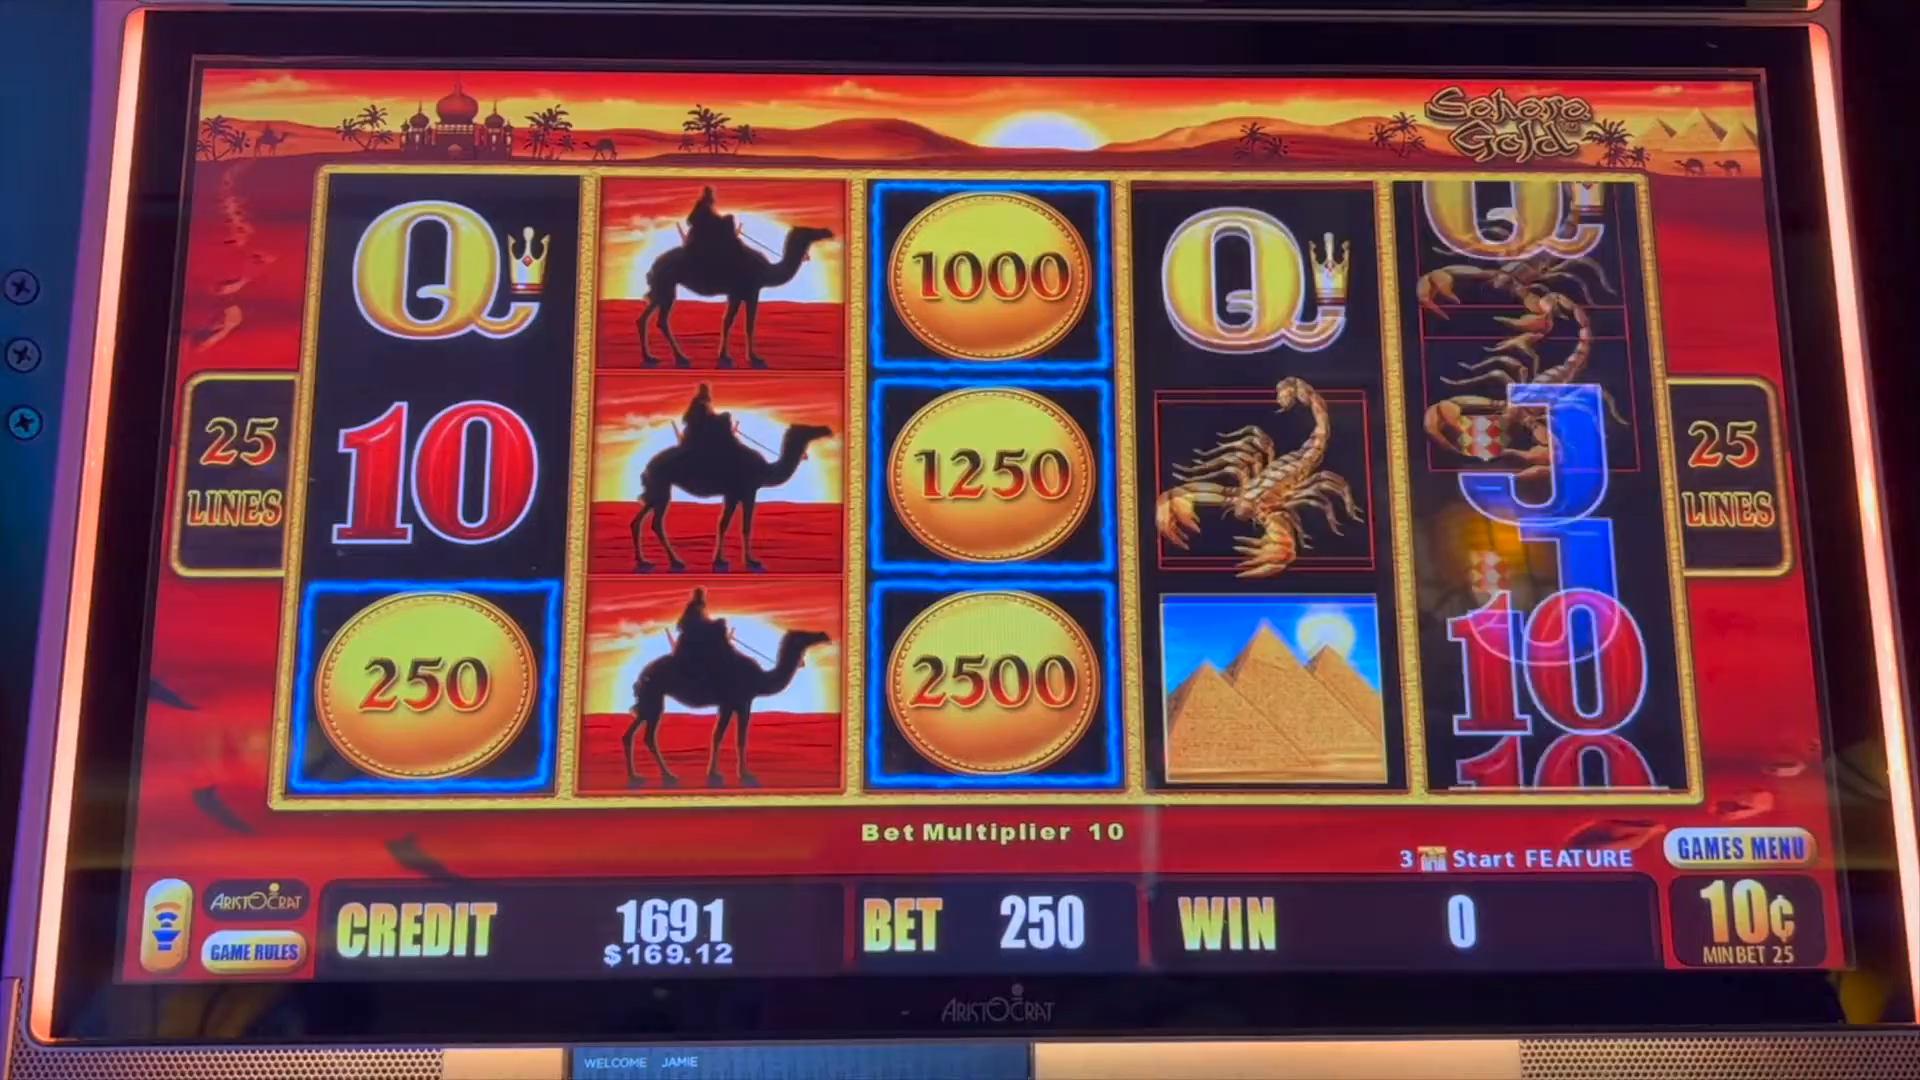 Sahara
Gold
Q
1000
Q
Q
25
LINES
10
1250
J
25
LINES
J
250
2500
10
10
Bet Multiplier 10
3 Start FEATURE
GAMES MENU
ARISTOCRAT
GAME RULES
CREDIT 1691
$169.12
BET 250
WIN 0
10¢
MIN BET 25
ARISTOCRAT
WELCOME JAMIE